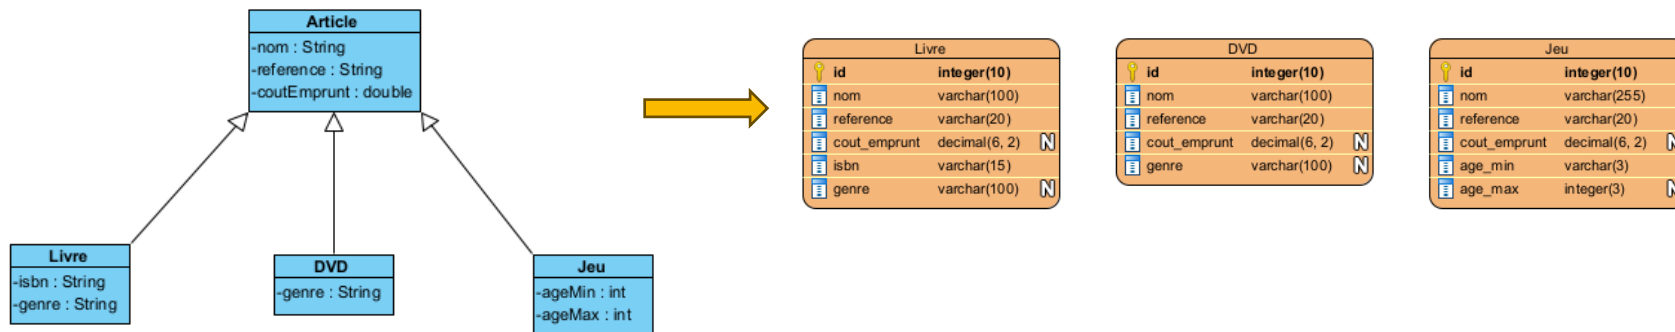 Article
-nom : String
-reference : String
-coutEmprunt : double
Livre
-isbn : String
-genre : String
DVD
-genre : String
Jeu
-ageMin : int
-ageMax : int
Livre
id integer(10)
nom varchar(100)
reference varchar(20)
cout_emprunt decimal(6, 2) N
isbn varchar(15)
genre varchar(100) N
DVD
id integer(10)
nom varchar(100)
reference varchar(20)
cout_emprunt decimal(6, 2) N
genre varchar(100) N
Jeu
id integer(10)
nom varchar(255)
reference varchar(20)
cout_emprunt decimal(6, 2) N
age_min varchar(3)
age_max integer(3) N